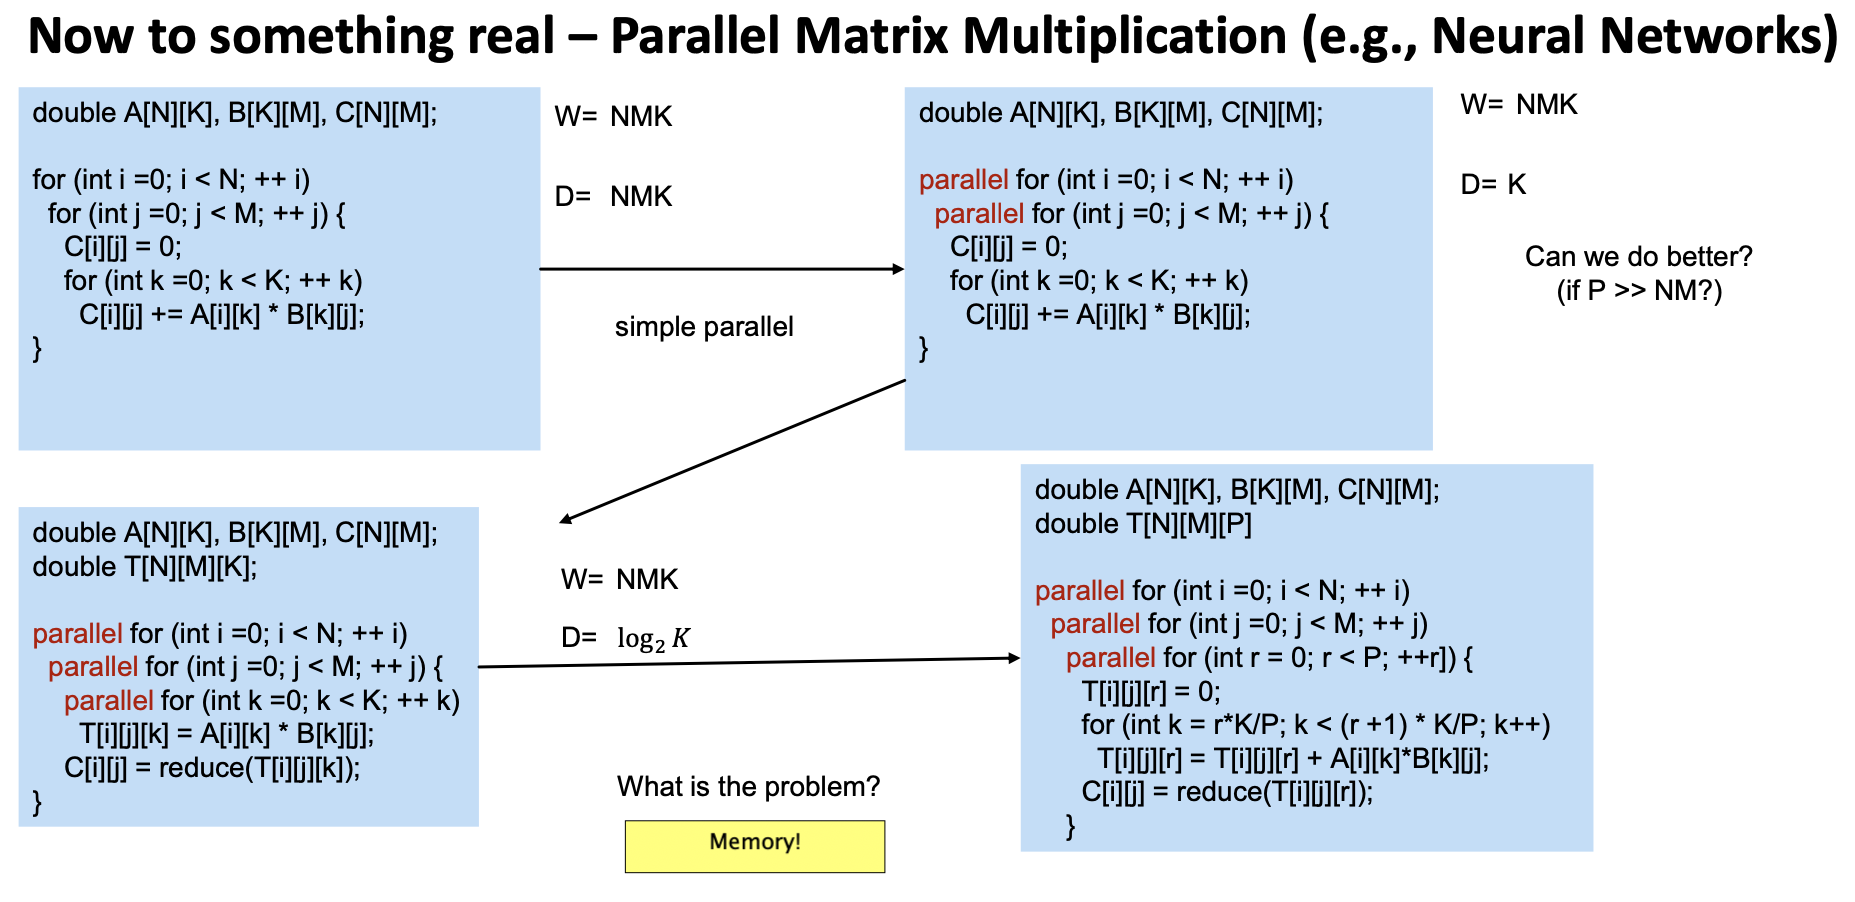 Now to something real – Parallel Matrix Multiplication (e.g., Neural Networks)
double A[N][K], B[K][M], C[N][M];
for (int i =0; i < N; ++ i)
for (int j =0; j < M; ++ j) {
C[i][j] = 0;
for (int k =0; k < K; ++ k)
C[i][j] += A[i][k] * B[k][j];
}
W= NMK
D= NMK
simple parallel
double A[N][K], B[K][M], C[N][M];
parallel for (int i =0; i < N; ++ i)
parallel for (int j =0; j < M; ++ j) {
C[i][j] = 0;
for (int k =0; k < K; ++ k)
C[i][j] += A[i][k] * B[k][j];
}
W= NMK
D= K
Can we do better?
(if P >> NM?)
double A[N][K], B[K][M], C[N][M];
double T[N][M][K];
parallel for (int i =0; i < N; ++ i)
parallel for (int j =0; j < M; ++ j) {
parallel for (int k =0; k < K; ++ k)
T[i][j][k] = A[i][k] * B[k][j];
C[i][j] = reduce(T[i][j][k]);
}
W= NMK
D= log₂ K
What is the problem?
Memory!
double A[N][K], B[K][M], C[N][M];
double T[N][M][P]
parallel for (int i =0; i < N; ++ i)
parallel for (int j =0; j < M; ++ j)
parallel for (int r = 0; r < P; ++r]) {
T[i][j][r] = 0;
for (int k = r*K/P; k < (r +1) * K/P; k++)
T[i][j][r] = T[i][j][r] + A[i][k]*B[k][j];
C[i][j] = reduce(T[i][j][r]);
}